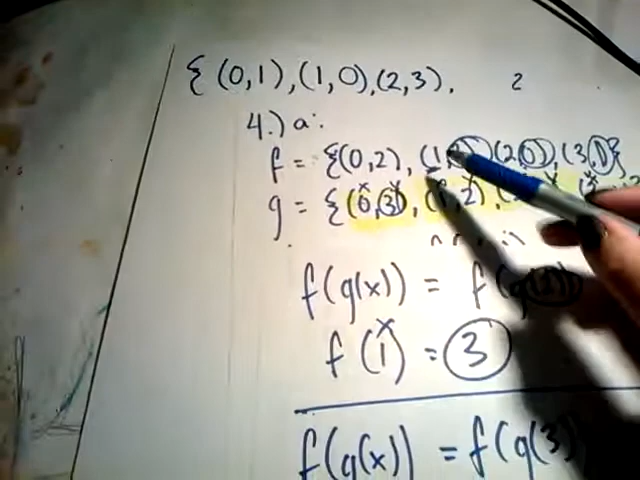 { (0,1), (1,0), (2,3). 2
4.) a:
f = {(0,2), (1, (2,0), (3,1)},
g = {(0,3), (1,2), (
f(g(x)) = f(g(
f(1) = 3
f(g(x)) = f(g(3)